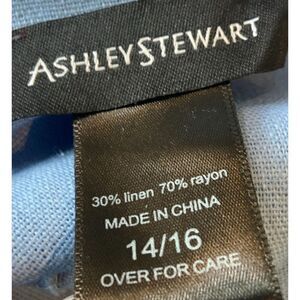 ASHLEY STEWART
30% linen 70% rayon
MADE IN CHINA
14/16
OVER FOR CARE